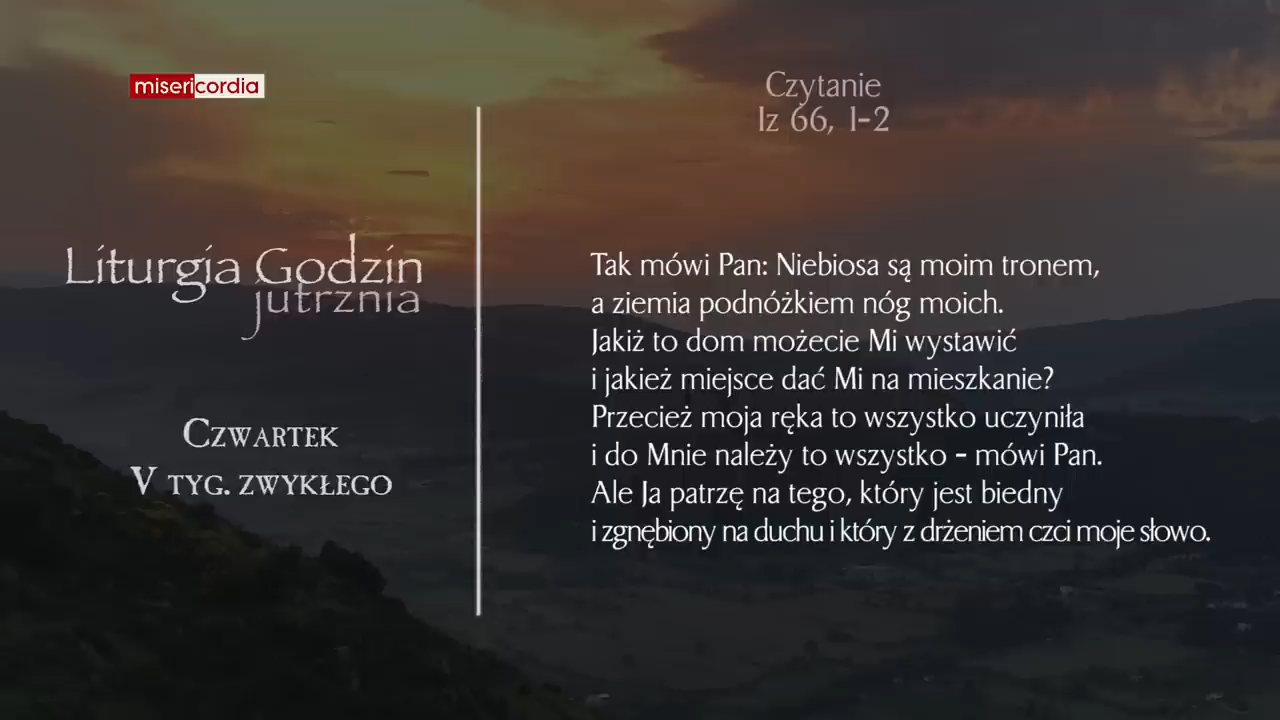 misericordia
Liturgia Godzin
jutrznia
Czwartek
V tyg. zwykłego
Czytanie
Iz 66, 1-2
Tak mówi Pan: Niebiosa są moim tronem,
a ziemia podnóżkiem nóg moich.
Jakiż to dom możecie Mi wystawić
i jakież miejsce dać Mi na mieszkanie?
Przecież moja ręka to wszystko uczyniła
i do Mnie należy to wszystko - mówi Pan.
Ale Ja patrzę na tego, który jest biedny
i zgnębiony na duchu i który z drżeniem czci moje słowo.